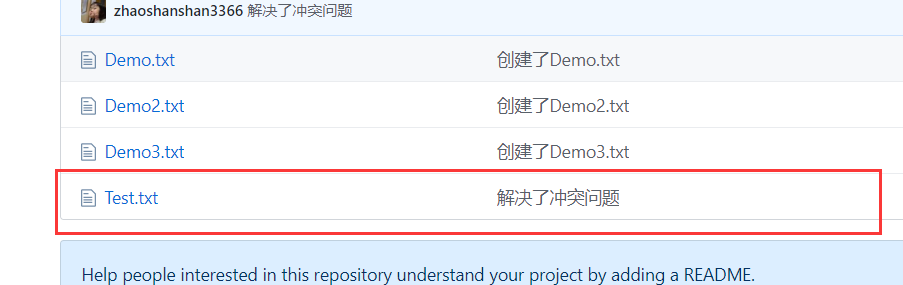 zhaoshanshan3366 解决了冲突问题
Demo.txt 创建了Demo.txt
Demo2.txt 创建了Demo2.txt
Demo3.txt 创建了Demo3.txt
Test.txt 解决了冲突问题
Help people interested in this repository understand your project by adding a README.